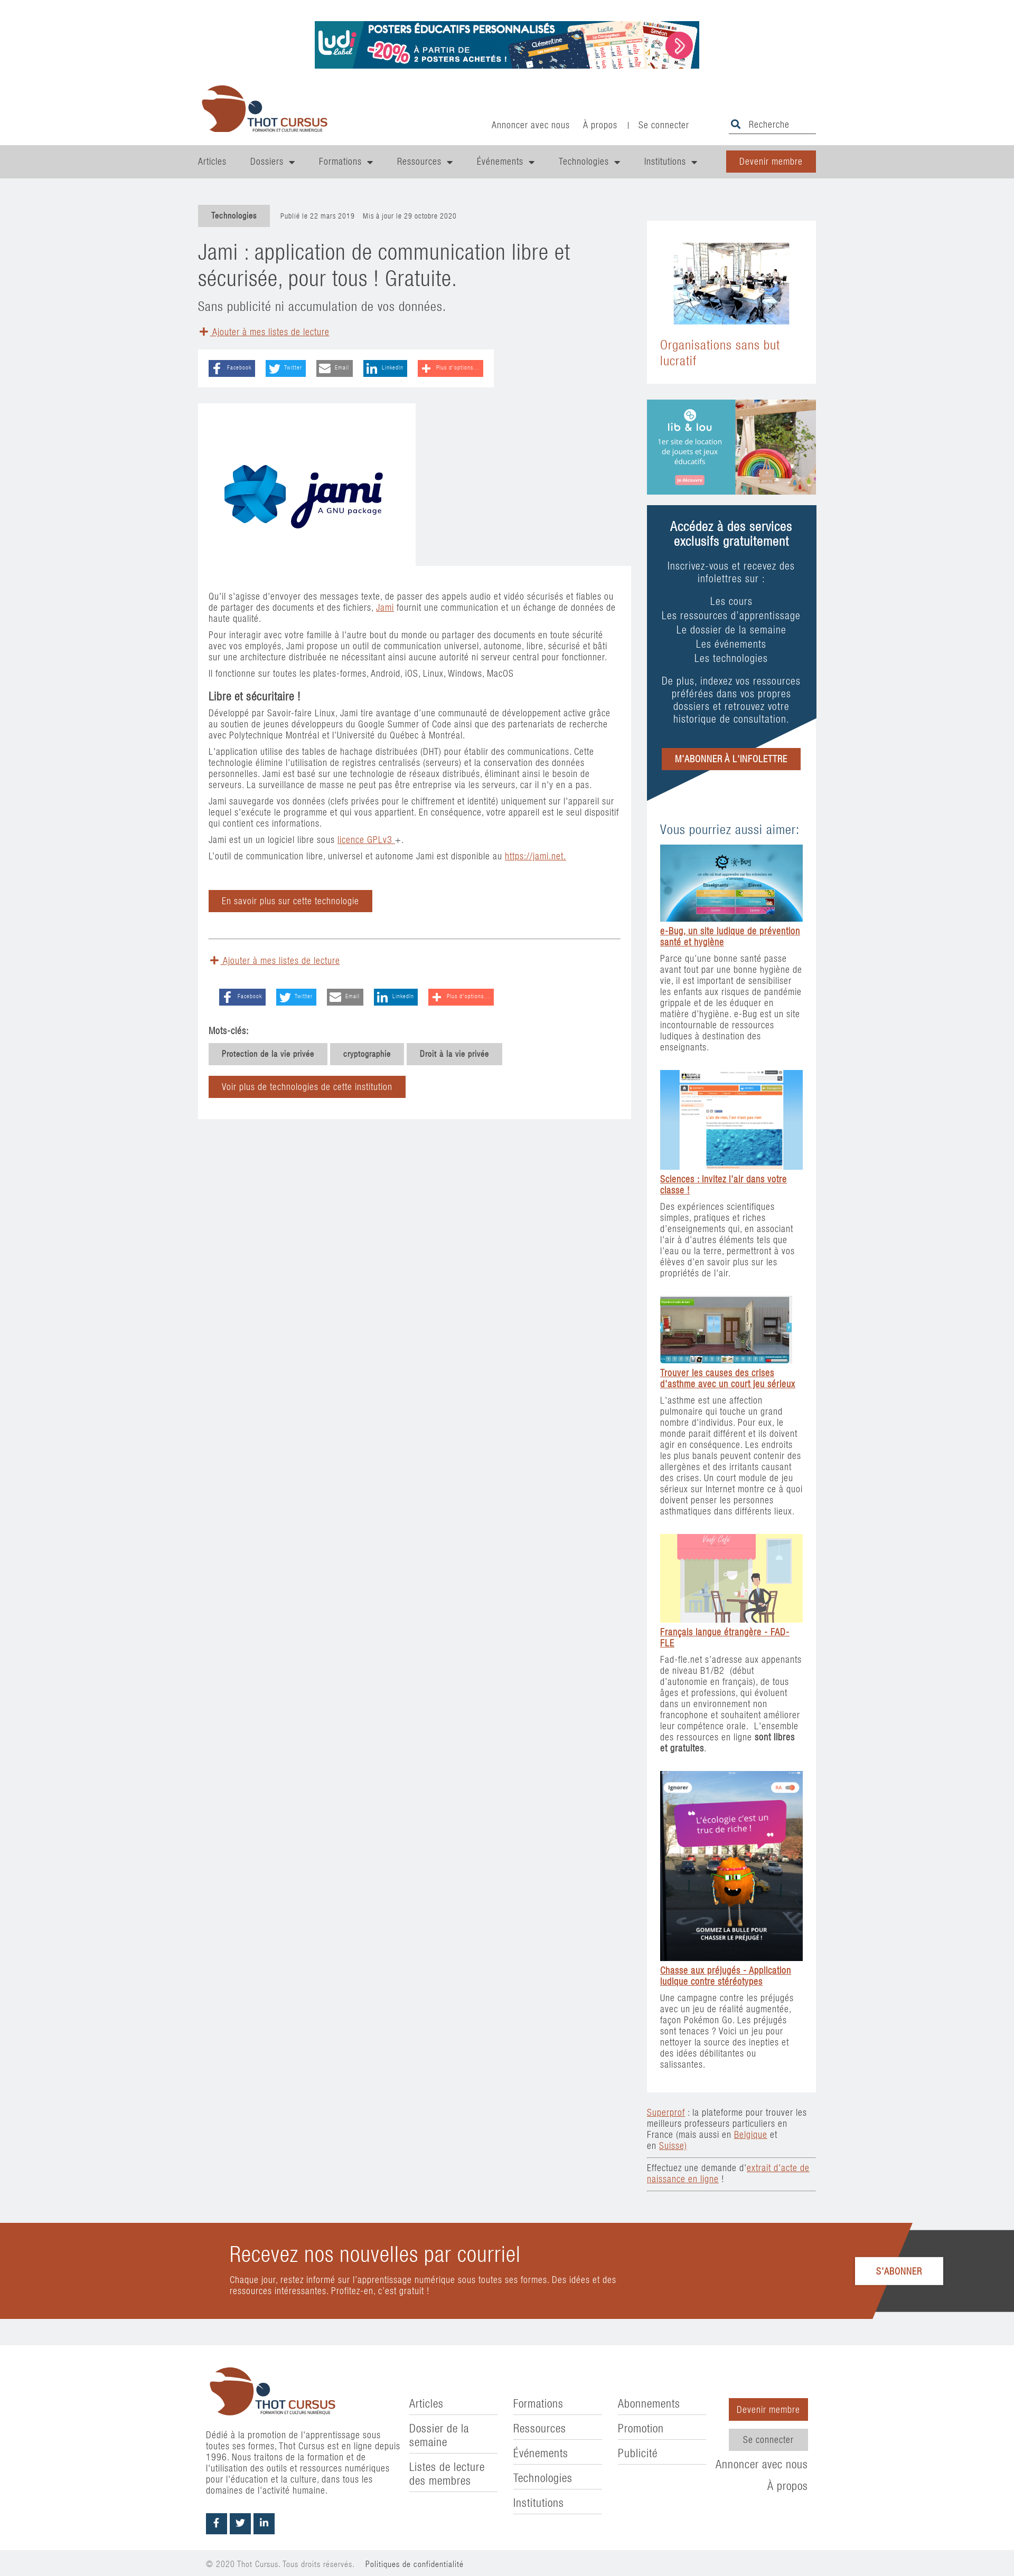 Ludi Label
POSTERS ÉDUCATIFS PERSONNALISÉS
-20% À PARTIR DE
2 POSTERS ACHETÉS !
THOT CURSUS
FORMATION ET CULTURE NUMÉRIQUE
Annoncer avec nous À propos | Se connecter Recherche
Articles Dossiers Formations Ressources Événements Technologies Institutions Devenir membre
Technologies Publié le 22 mars 2019 Mis à jour le 29 octobre 2020
Jami : application de communication libre et
sécurisée, pour tous ! Gratuite.
Sans publicité ni accumulation de vos données.
Ajouter à mes listes de lecture
Facebook Twitter Email LinkedIn Plus d'options...
jami
A GNU package
Qu'il s'agisse d'envoyer des messages texte, de passer des appels audio et vidéo sécurisés et fiables ou
de partager des documents et des fichiers, Jami fournit une communication et un échange de données de
haute qualité.
Pour interagir avec votre famille à l'autre bout du monde ou partager des documents en toute sécurité
avec vos employés, Jami propose un outil de communication universel, autonome, libre, sécurisé et bâti
sur une architecture distribuée ne nécessitant ainsi aucune autorité ni serveur central pour fonctionner.
Il fonctionne sur toutes les plates-formes, Android, iOS, Linux, Windows, MacOS
Libre et sécuritaire !
Développé par Savoir-faire Linux, Jami tire avantage d'une communauté de développement active grâce
au soutien de jeunes développeurs du Google Summer of Code ainsi que des partenariats de recherche
avec Polytechnique Montréal et l'Université du Québec à Montréal.
L'application utilise des tables de hachage distribuées (DHT) pour établir des communications. Cette
technologie élimine l'utilisation de registres centralisés (serveurs) et la conservation des données
personnelles. Jami est basé sur une technologie de réseaux distribués, éliminant ainsi le besoin de
serveurs. La surveillance de masse ne peut pas être entreprise via les serveurs, car il n'y en a pas.
Jami sauvegarde vos données (clefs privées pour le chiffrement et identité) uniquement sur l'appareil sur
lequel s'exécute le programme et qui vous appartient. En conséquence, votre appareil est le seul dispositif
qui contient ces informations.
Jami est un un logiciel libre sous licence GPLv3 +.
L'outil de communication libre, universel et autonome Jami est disponible au https://jami.net.
En savoir plus sur cette technologie
Ajouter à mes listes de lecture
Facebook Twitter Email LinkedIn Plus d'options...
Mots-clés:
Protection de la vie privée cryptographie Droit à la vie privée
Voir plus de technologies de cette institution
Organisations sans but
lucratif
lib & lou
1er site de location
de jouets et jeux
éducatifs
je découvre
Accédez à des services
exclusifs gratuitement
Inscrivez-vous et recevez des
infolettres sur :
Les cours
Les ressources d'apprentissage
Le dossier de la semaine
Les événements
Les technologies
De plus, indexez vos ressources
préférées dans vos propres
dossiers et retrouvez votre
historique de consultation.
M'ABONNER À L'INFOLETTRE
Vous pourriez aussi aimer:
e-Bug
Enseignants Élèves
e-Bug, un site ludique de prévention
santé et hygiène
Parce qu'une bonne santé passe
avant tout par une bonne hygiène de
vie, il est important de sensibiliser
les enfants aux risques de pandémie
grippale et de les éduquer en
matière d'hygiène. e-Bug est un site
incontournable de ressources
ludiques à destination des
enseignants.
L'air de rien, l'air n'est pas rien
Sciences : invitez l'air dans votre
classe !
Des expériences scientifiques
simples, pratiques et riches
d'enseignements qui, en associant
l'air à d'autres éléments tels que
l'eau ou la terre, permettront à vos
élèves d'en savoir plus sur les
propriétés de l'air.
Trouver les causes des crises
d'asthme avec un court jeu sérieux
L'asthme est une affection
pulmonaire qui touche un grand
nombre d'individus. Pour eux, le
monde paraît différent et ils doivent
agir en conséquence. Les endroits
les plus banals peuvent contenir des
allergènes et des irritants causant
des crises. Un court module de jeu
sérieux sur Internet montre ce à quoi
doivent penser les personnes
asthmatiques dans différents lieux.
Français langue étrangère - FAD-
FLE
Fad-fle.net s'adresse aux appenants
de niveau B1/B2 (début
d'autonomie en français), de tous
âges et professions, qui évoluent
dans un environnement non
francophone et souhaitent améliorer
leur compétence orale. L'ensemble
des ressources en ligne sont libres
et gratuites.
Ignorer RA
" L'écologie c'est un
truc de riche ! "
GOMMEZ LA BULLE POUR
CHASSER LE PRÉJUGÉ !
Chasse aux préjugés - Application
ludique contre stéréotypes
Une campagne contre les préjugés
avec un jeu de réalité augmentée,
façon Pokémon Go. Les préjugés
sont tenaces ? Voici un jeu pour
nettoyer la source des inepties et
des idées débilitantes ou
salissantes.
Superprof : la plateforme pour trouver les
meilleurs professeurs particuliers en
France (mais aussi en Belgique et
en Suisse)
Effectuez une demande d'extrait d'acte de
naissance en ligne !
Recevez nos nouvelles par courriel
Chaque jour, restez informé sur l'apprentissage numérique sous toutes ses formes. Des idées et des
ressources intéressantes. Profitez-en, c'est gratuit !
S'ABONNER
THOT CURSUS
FORMATION ET CULTURE NUMÉRIQUE
Dédié à la promotion de l'apprentissage sous
toutes ses formes, Thot Cursus est en ligne depuis
1996. Nous traitons de la formation et de
l'utilisation des outils et ressources numériques
pour l'éducation et la culture, dans tous les
domaines de l'activité humaine.
Articles
Dossier de la
semaine
Listes de lecture
des membres
Formations
Ressources
Événements
Technologies
Institutions
Abonnements
Promotion
Publicité
Devenir membre
Se connecter
Annoncer avec nous
À propos
© 2020 Thot Cursus. Tous droits réservés. Politiques de confidentialité